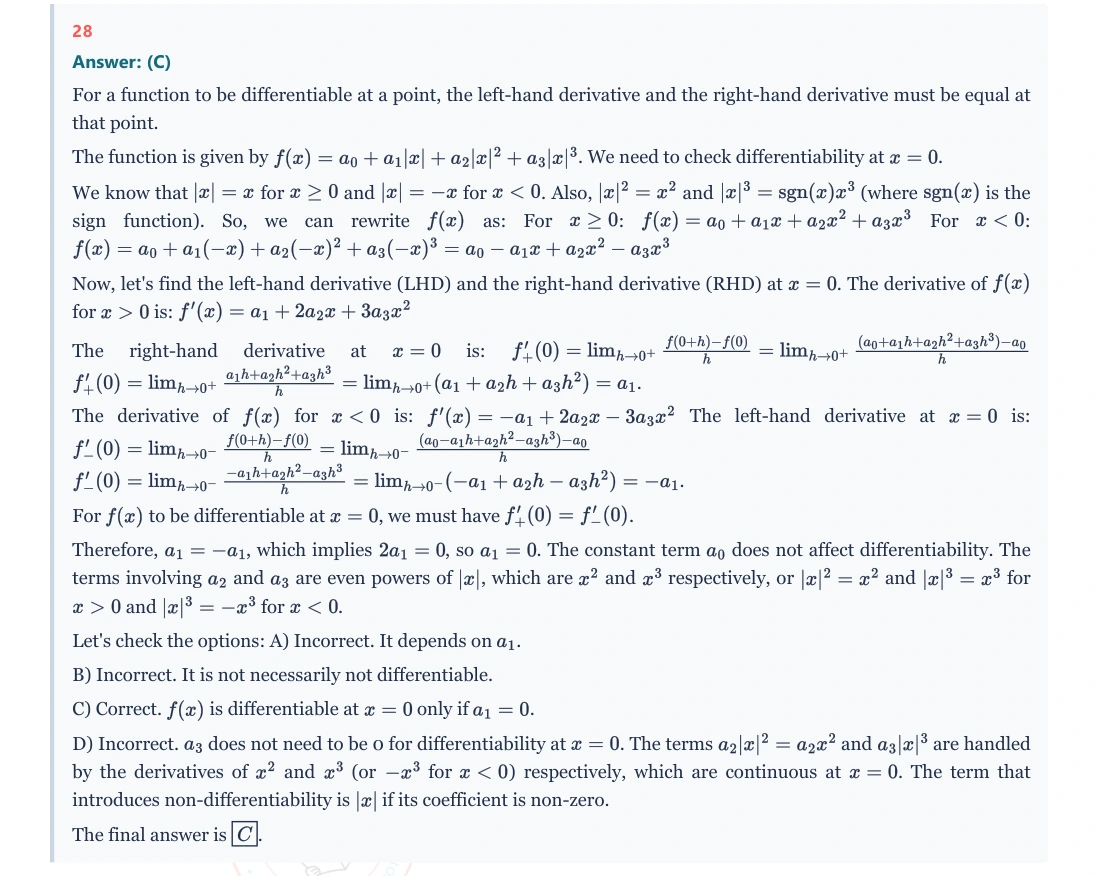 28
Answer: (C)
For a function to be differentiable at a point, the left-hand derivative and the right-hand derivative must be equal at
that point.
The function is given by f(x) = a₀ + a₁|x| + a₂|x|² + a₃|x|³. We need to check differentiability at x = 0.
We know that |x| = x for x ≥ 0 and |x| = −x for x < 0. Also, |x|² = x² and |x|³ = sgn(x)x³ (where sgn(x) is the
sign function). So, we can rewrite f(x) as: For x ≥ 0: f(x) = a₀ + a₁x + a₂x² + a₃x³ For x < 0:
f(x) = a₀ + a₁(−x) + a₂(−x)² + a₃(−x)³ = a₀ − a₁x + a₂x² − a₃x³
Now, let's find the left-hand derivative (LHD) and the right-hand derivative (RHD) at x = 0. The derivative of f(x)
for x > 0 is: f′(x) = a₁ + 2a₂x + 3a₃x²
The right-hand derivative at x = 0 is: f′₊(0) = lim_{h→0⁺} \frac{f(0+h)−f(0)}{h} = lim_{h→0⁺} \frac{(a₀+a₁h+a₂h²+a₃h³)−a₀}{h}
f′₊(0) = lim_{h→0⁺} \frac{a₁h+a₂h²+a₃h³}{h} = lim_{h→0⁺}(a₁ + a₂h + a₃h²) = a₁.
The derivative of f(x) for x < 0 is: f′(x) = −a₁ + 2a₂x − 3a₃x² The left-hand derivative at x = 0 is:
f′₋(0) = lim_{h→0⁻} \frac{f(0+h)−f(0)}{h} = lim_{h→0⁻} \frac{(a₀−a₁h+a₂h²−a₃h³)−a₀}{h}
f′₋(0) = lim_{h→0⁻} \frac{−a₁h+a₂h²−a₃h³}{h} = lim_{h→0⁻}(−a₁ + a₂h − a₃h²) = −a₁.
For f(x) to be differentiable at x = 0, we must have f′₊(0) = f′₋(0).
Therefore, a₁ = −a₁, which implies 2a₁ = 0, so a₁ = 0. The constant term a₀ does not affect differentiability. The
terms involving a₂ and a₃ are even powers of |x|, which are x² and x³ respectively, or |x|² = x² and |x|³ = x³ for
x > 0 and |x|³ = −x³ for x < 0.
Let's check the options: A) Incorrect. It depends on a₁.
B) Incorrect. It is not necessarily not differentiable.
C) Correct. f(x) is differentiable at x = 0 only if a₁ = 0.
D) Incorrect. a₃ does not need to be 0 for differentiability at x = 0. The terms a₂|x|² = a₂x² and a₃|x|³ are handled
by the derivatives of x² and x³ (or −x³ for x < 0) respectively, which are continuous at x = 0. The term that
introduces non-differentiability is |x| if its coefficient is non-zero.
The final answer is C.